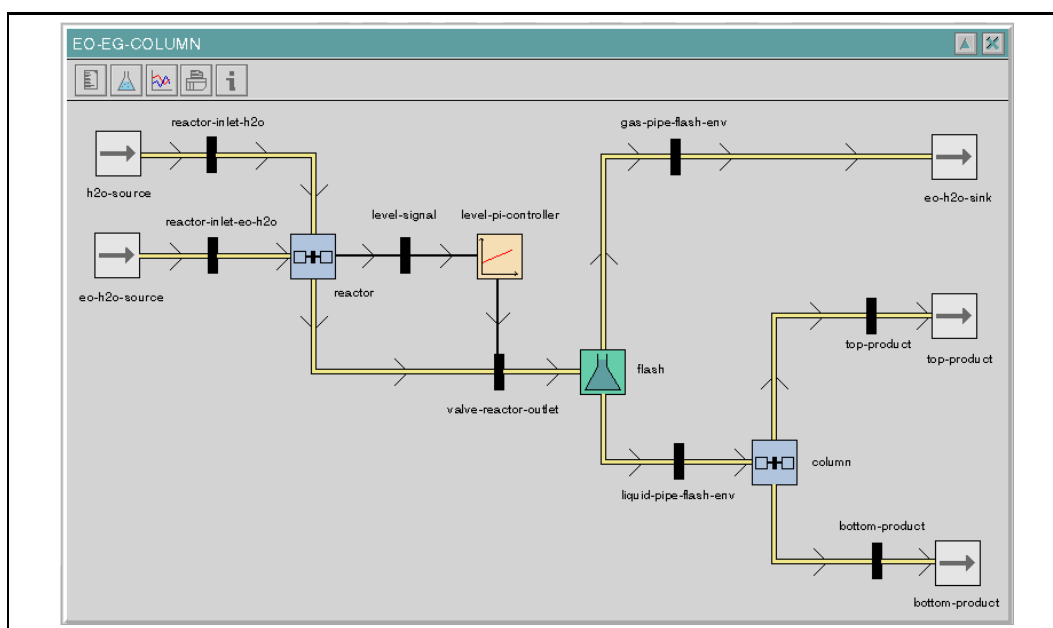 EO-EG-COLUMN
reactor-inlet-h2o
gas-pipe-flash-env
h2o-source
eo-h2o-sink
reactor-inlet-eo-h2o
level-signal
level-pi-controller
eo-h2o-source
reactor
top-product
top-product
flash
valve-reactor-outlet
column
liquid-pipe-flash-env
bottom-product
bottom-product